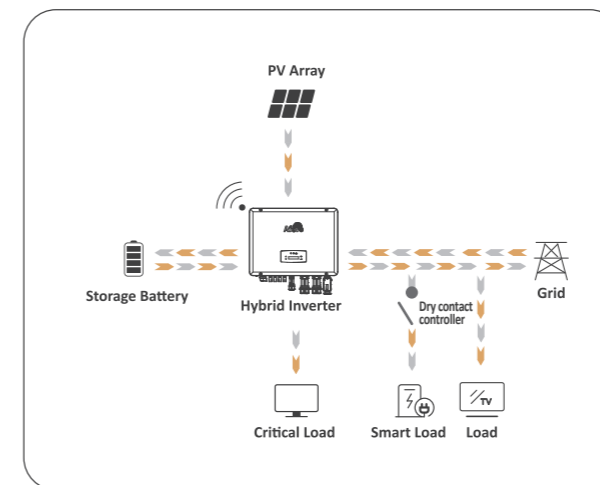 PV Array
Storage Battery
Hybrid Inverter
Grid
Dry contact
controller
TV
Critical Load
Smart Load
Load